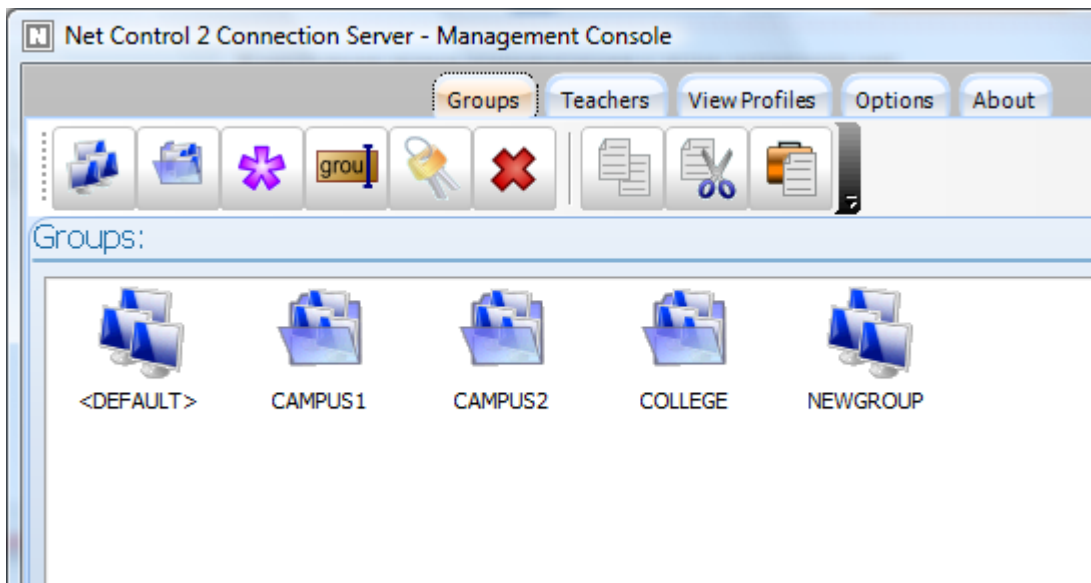 N Net Control 2 Connection Server - Management Console
Groups Teachers View Profiles Options About
grou
Groups:
<DEFAULT> CAMPUS1 CAMPUS2 COLLEGE NEWGROUP